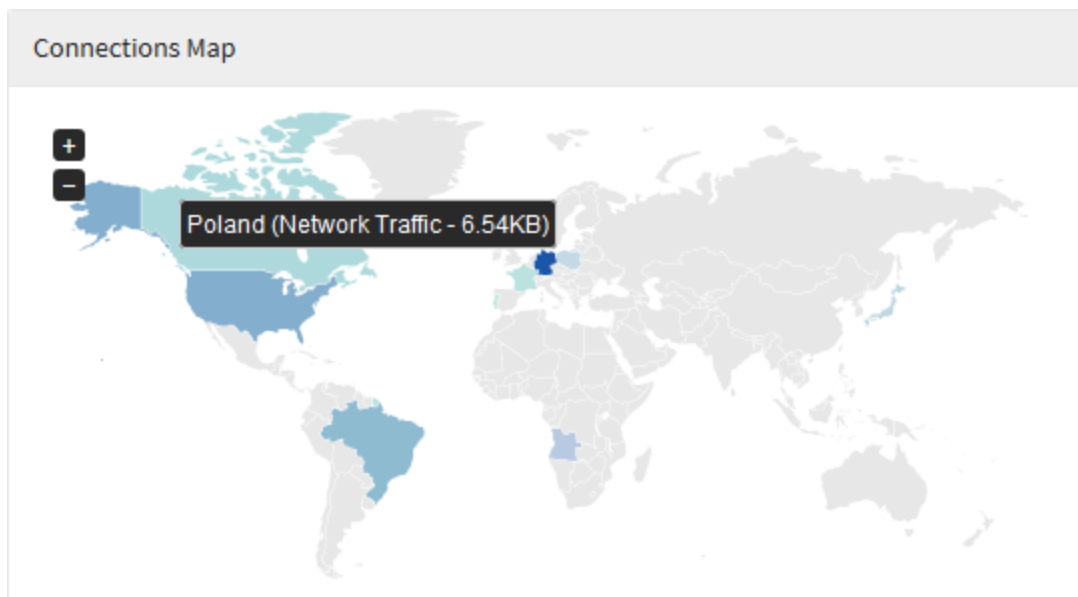 Connections Map
+
−
Poland (Network Traffic - 6.54KB)